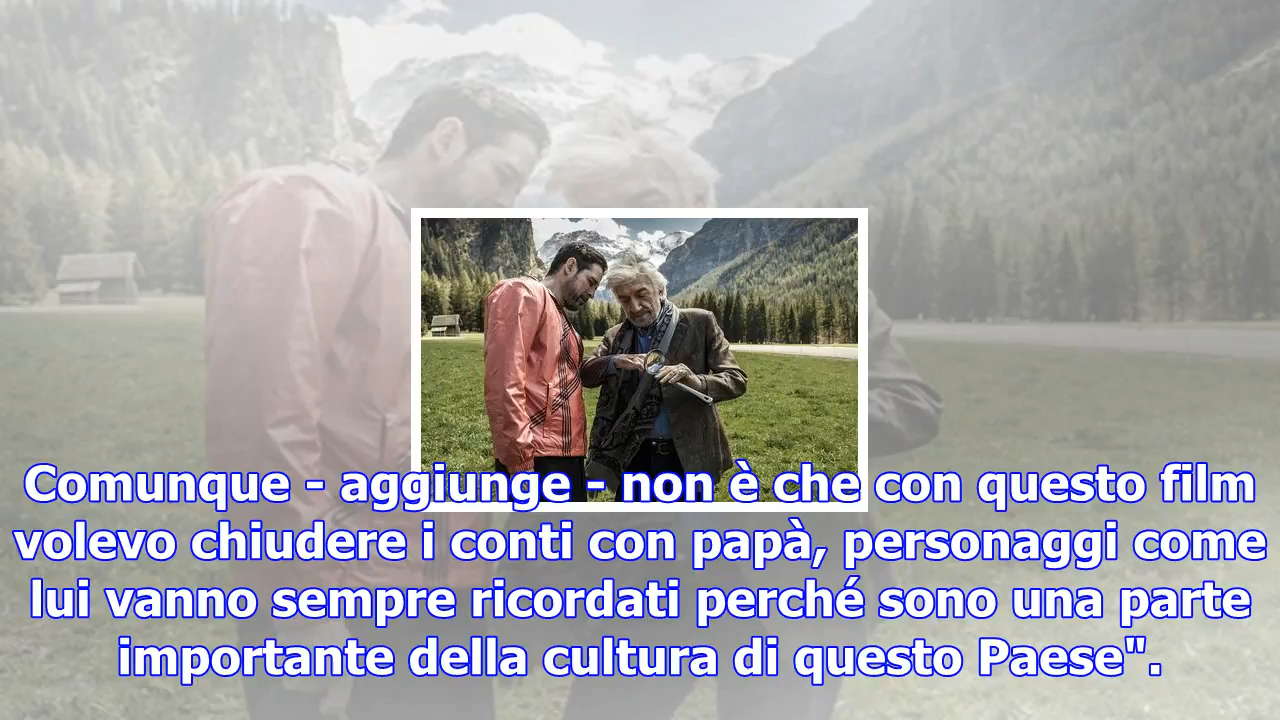 Comunque - aggiunge - non è che con questo film
volevo chiudere i conti con papà, personaggi come
lui vanno sempre ricordati perché sono una parte
importante della cultura di questo Paese".